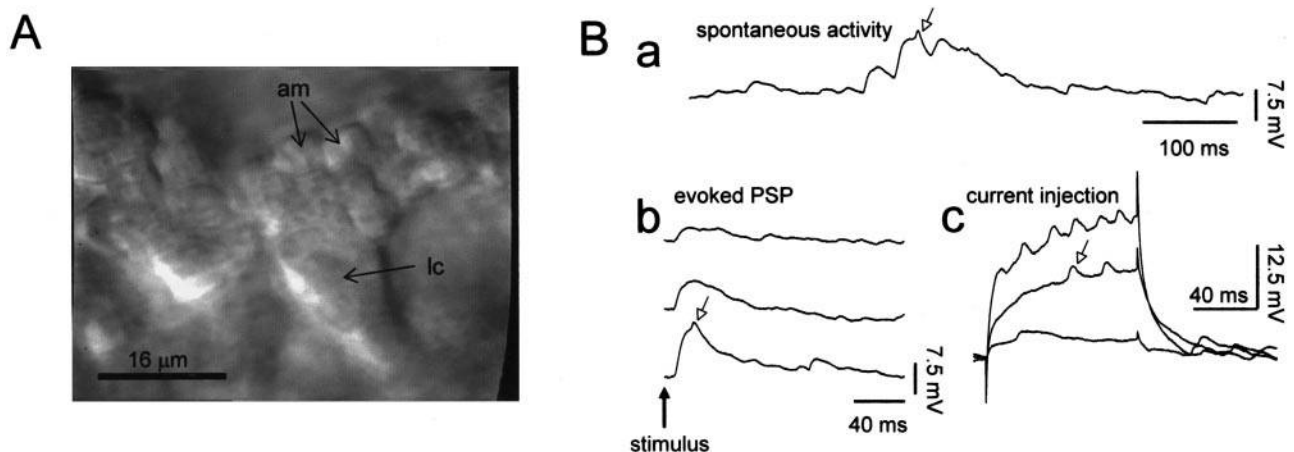 A
am
lc
16 μm
B
a
spontaneous activity
7.5 mV
100 ms
b
evoked PSP
stimulus
7.5 mV
40 ms
c
current injection
40 ms
12.5 mV